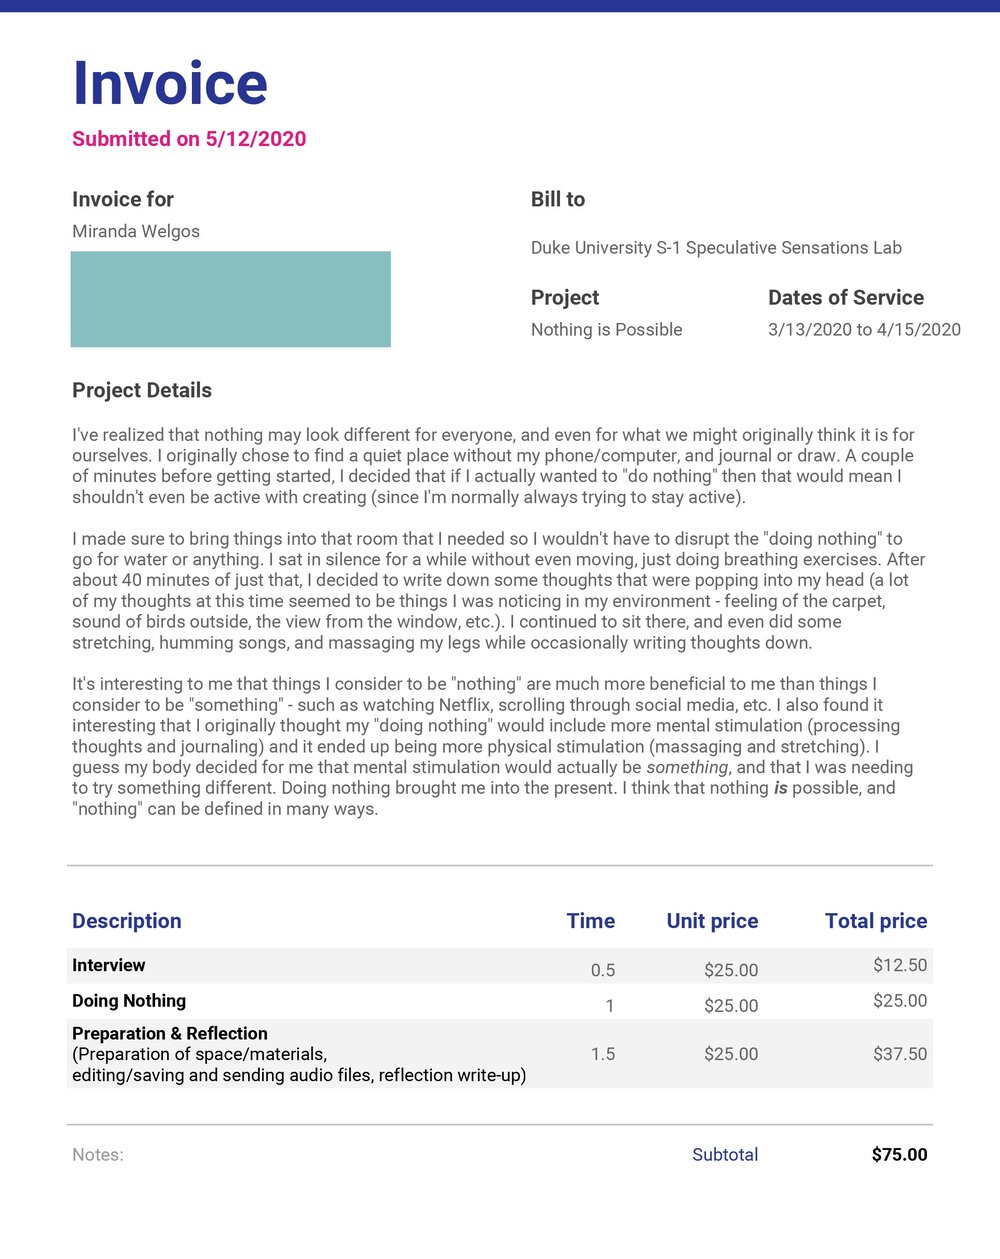 Invoice
Submitted on 5/12/2020
Invoice for
Miranda Welgos
Bill to
Duke University S-1 Speculative Sensations Lab
Project
Nothing is Possible
Dates of Service
3/13/2020 to 4/15/2020
Project Details
I've realized that nothing may look different for everyone, and even for what we might originally think it is for
ourselves. I originally chose to find a quiet place without my phone/computer, and journal or draw. A couple
of minutes before getting started, I decided that if I actually wanted to "do nothing" then that would mean I
shouldn't even be active with creating (since I'm normally always trying to stay active).
I made sure to bring things into that room that I needed so I wouldn't have to disrupt the "doing nothing" to
go for water or anything. I sat in silence for a while without even moving, just doing breathing exercises. After
about 40 minutes of just that, I decided to write down some thoughts that were popping into my head (a lot
of my thoughts at this time seemed to be things I was noticing in my environment - feeling of the carpet,
sound of birds outside, the view from the window, etc.). I continued to sit there, and even did some
stretching, humming songs, and massaging my legs while occasionally writing thoughts down.
It's interesting to me that things I consider to be "nothing" are much more beneficial to me than things I
consider to be "something" - such as watching Netflix, scrolling through social media, etc. I also found it
interesting that I originally thought my "doing nothing" would include more mental stimulation (processing
thoughts and journaling) and it ended up being more physical stimulation (massaging and stretching). I
guess my body decided for me that mental stimulation would actually be something, and that I was needing
to try something different. Doing nothing brought me into the present. I think that nothing is possible, and
"nothing" can be defined in many ways.
Description Time Unit price Total price
Interview 0.5 $25.00 $12.50
Doing Nothing 1 $25.00 $25.00
Preparation & Reflection
(Preparation of space/materials, 1.5 $25.00 $37.50
editing/saving and sending audio files, reflection write-up)
Notes: Subtotal $75.00